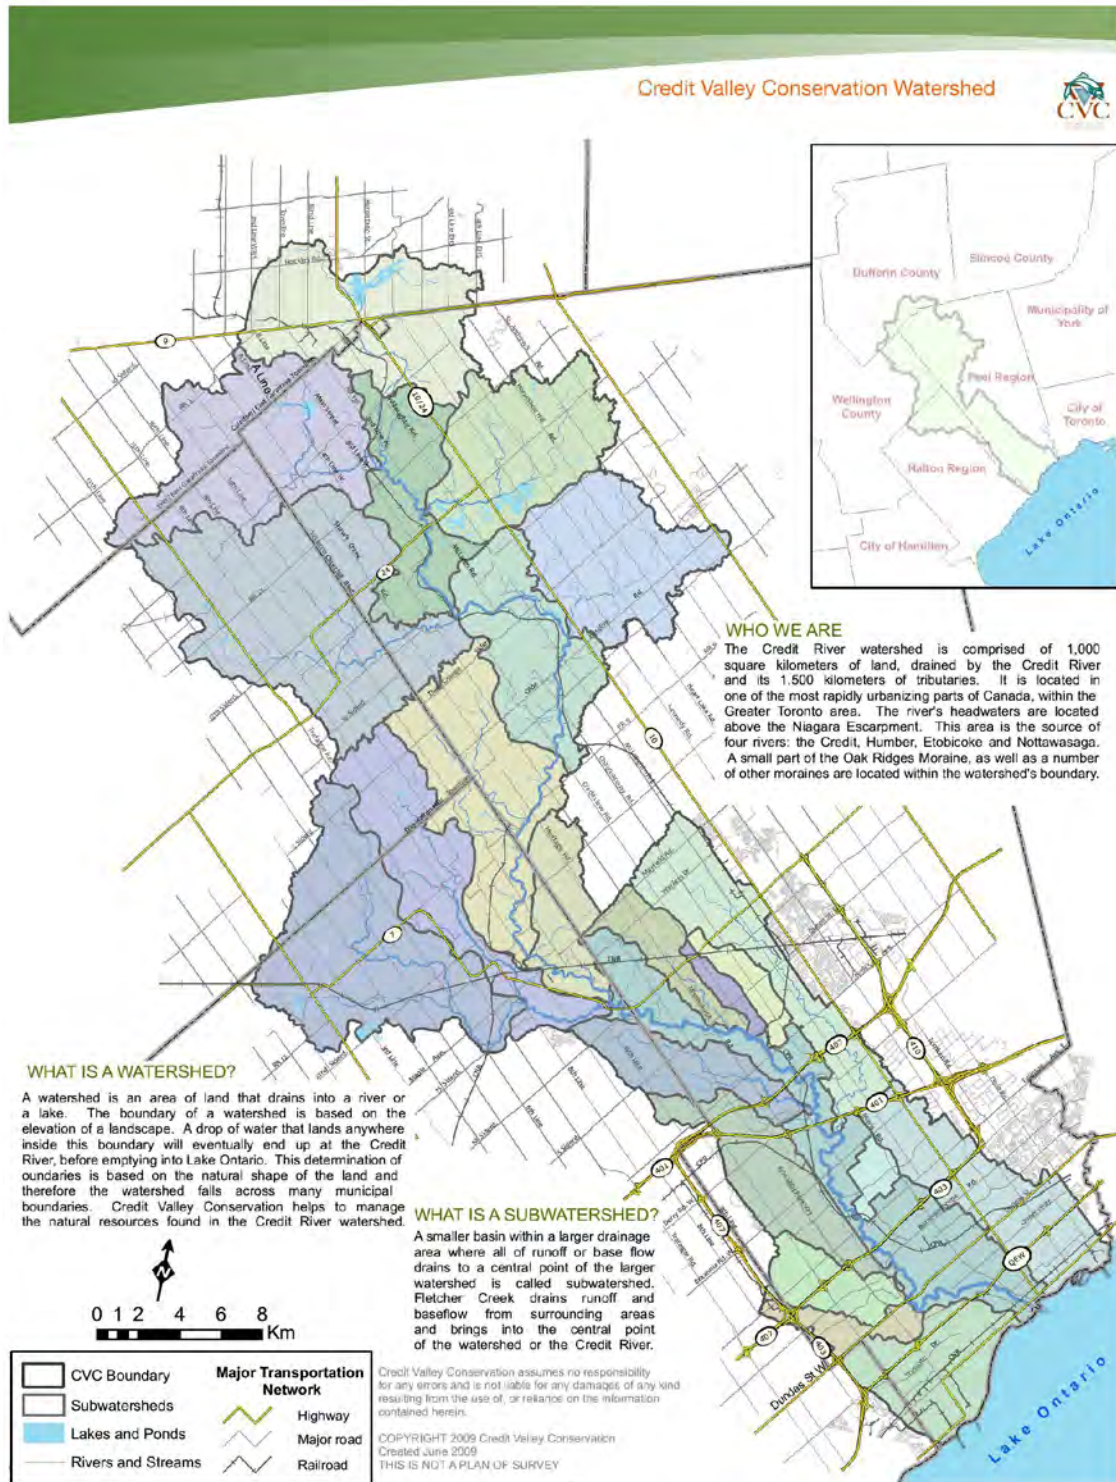 Credit Valley Conservation Watershed
CVC
Dufferin County
Simcoe County
Municipality of
York
Peel Region
Wellington
County
City of
Toronto
Halton Region
City of Hamilton
Lake Ontario
9
10/24
24
10
7
WHO WE ARE
The Credit River watershed is comprised of 1,000
square kilometers of land, drained by the Credit River
and its 1.500 kilometers of tributaries. It is located in
one of the most rapidly urbanizing parts of Canada, within the
Greater Toronto area. The river's headwaters are located
above the Niagara Escarpment. This area is the source of
four rivers: the Credit, Humber, Etobicoke and Nottawasaga.
A small part of the Oak Ridges Moraine, as well as a number
of other moraines are located within the watershed's boundary.
Heritage Rd.
Mayfield Rd.
407
410
401
403
QEW
401
407
407
403
Dundas St W
Lake Ontario
WHAT IS A WATERSHED?
A watershed is an area of land that drains into a river or
a lake. The boundary of a watershed is based on the
elevation of a landscape. A drop of water that lands anywhere
inside this boundary will eventually end up at the Credit
River, before emptying into Lake Ontario. This determination of
oundaries is based on the natural shape of the land and
therefore the watershed falls across many municipal
boundaries. Credit Valley Conservation helps to manage
the natural resources found in the Credit River watershed.
WHAT IS A SUBWATERSHED?
A smaller basin within a larger drainage
area where all of runoff or base flow
drains to a central point of the larger
watershed is called subwatershed.
Fletcher Creek drains runoff and
baseflow from surrounding areas
and brings into the central point
of the watershed or the Credit River.
N
0 1 2 4 6 8
Km
CVC Boundary
Subwatersheds
Lakes and Ponds
Rivers and Streams
Major Transportation
Network
Highway
Major road
Railroad
Credit Valley Conservation assumes no responsibility
for any errors and is not liable for any damages of any kind
resulting from the use of, or reliance on the information
contained herein.
COPYRIGHT 2009 Credit Valley Conservation
Created June 2009
THIS IS NOT A PLAN OF SURVEY